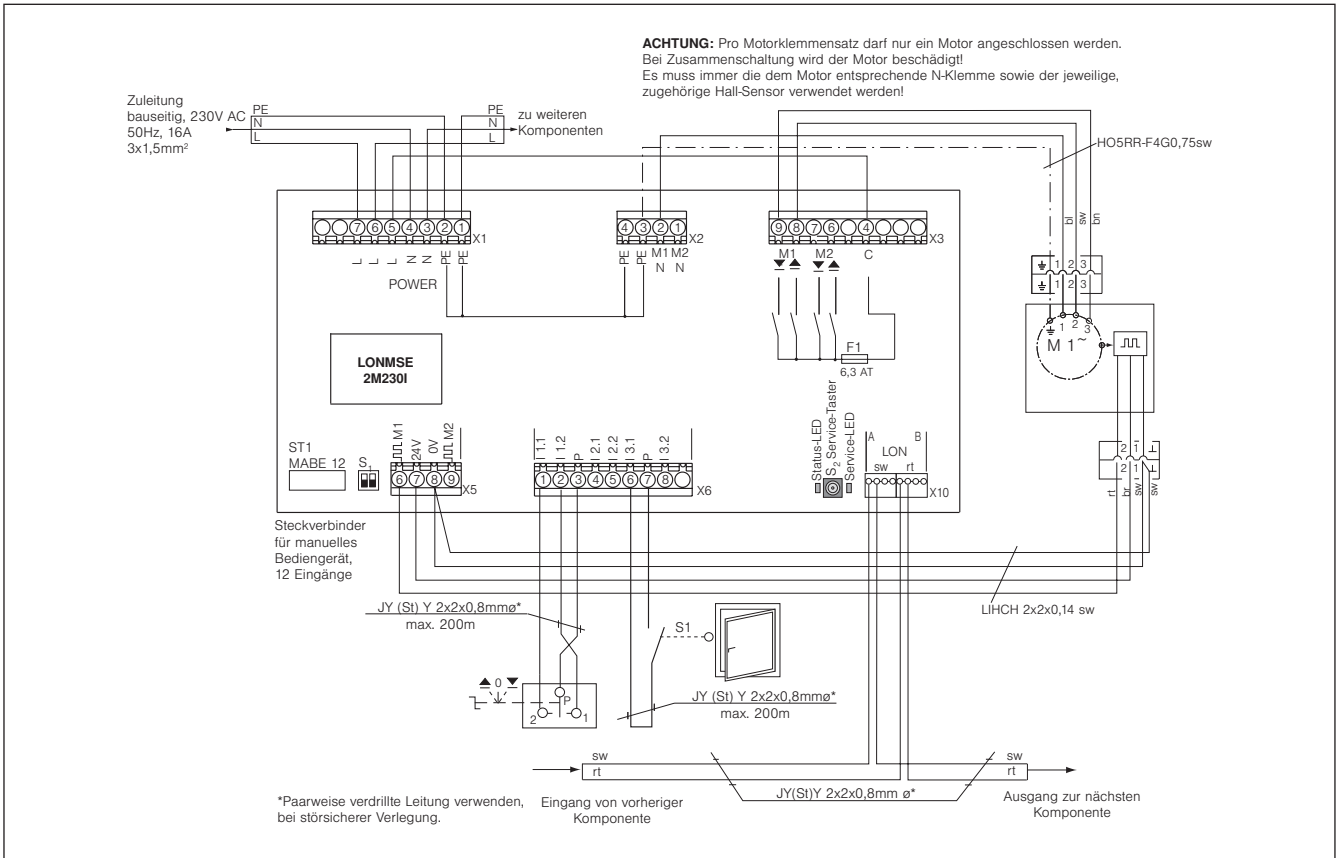 ACHTUNG: Pro Motorklemmensatz darf nur ein Motor angeschlossen werden.
Bei Zusammenschaltung wird der Motor beschädigt!
Es muss immer die dem Motor entsprechende N-Klemme sowie der jeweilige,
zugehörige Hall-Sensor verwendet werden!
Zuleitung
bauseitig, 230V AC
50Hz, 16A
3x1,5mm²
PE
N
L
PE
N
L
zu weiteren
Komponenten
HO5RR-F4G0,75sw
bl
sw
bn
7 6 5 4 3 2 1
X1
L L L N N PE PE
POWER
4 3 2 1
X2
PE PE M1 M2
N N
9 8 7 6 4
X3
M1 M2 C
F1
6,3 AT
1 2 3
1 2 3
1 2 3
M 1~
LONMSE
2M230I
ST1
MABE 12
S1
M1
24V
0V
M2
6 7 8 9
X5
I 1.1
I 1.2
P
I 2.1
I 2.2
I 3.1
P
I 3.2
1 2 3 4 5 6 7 8
X6
Status-LED
S2 Service-Taster
Service-LED
A B
LON
sw rt
X10
2 1
2 1
rt
br
sw
sw
Steckverbinder
für manuelles
Bediengerät,
12 Eingänge
LIHCH 2x2x0,14 sw
JY (St) Y 2x2x0,8mmø*
max. 200m
S1
0
P
2 1
JY (St) Y 2x2x0,8mmø*
max. 200m
sw
rt
sw
rt
JY(St)Y 2x2x0,8mm ø*
*Paarweise verdrillte Leitung verwenden,
bei störsicherer Verlegung.
Eingang von vorheriger
Komponente
Ausgang zur nächsten
Komponente